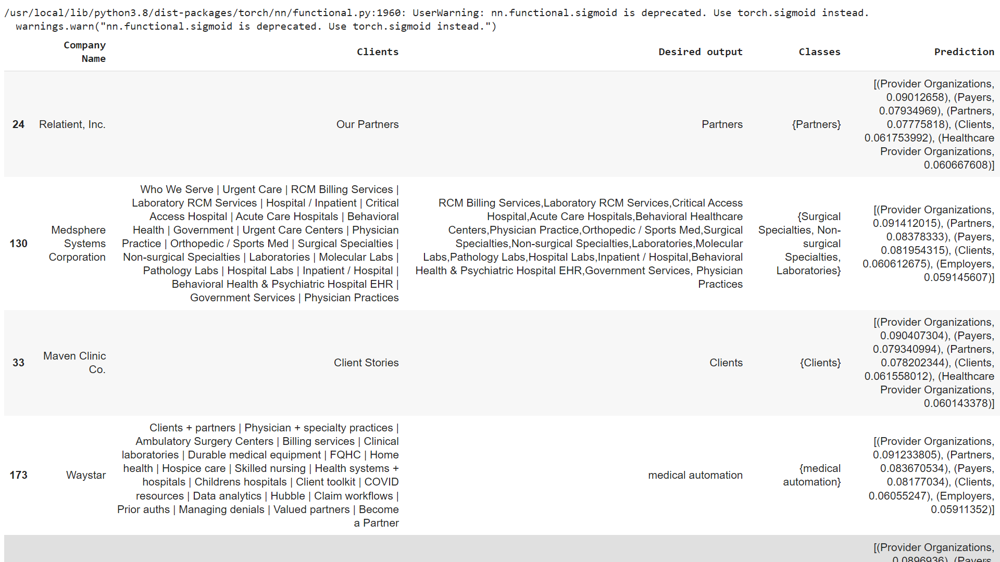 /usr/local/lib/python3.8/dist-packages/torch/nn/functional.py:1960: UserWarning: nn.functional.sigmoid is deprecated. Use torch.sigmoid instead.
warnings.warn("nn.functional.sigmoid is deprecated. Use torch.sigmoid instead.")
Company
Name
Clients
Desired output
Classes
Prediction
24
Relatient, Inc.
Our Partners
Partners
{Partners}
[(Provider Organizations,
0.09012658), (Payers,
0.07934969), (Partners,
0.07775818), (Clients,
0.061753992), (Healthcare
Provider Organizations,
0.060667608)]
130
Medsphere
Systems
Corporation
Who We Serve | Urgent Care | RCM Billing Services |
Laboratory RCM Services | Hospital / Inpatient | Critical
Access Hospital | Acute Care Hospitals | Behavioral
Health | Government | Urgent Care Centers | Physician
Practice | Orthopedic / Sports Med | Surgical Specialties |
Non-surgical Specialties | Laboratories | Molecular Labs |
Pathology Labs | Hospital Labs | Inpatient / Hospital |
Behavioral Health & Psychiatric Hospital EHR |
Government Services | Physician Practices
RCM Billing Services,Laboratory RCM Services,Critical Access
Hospital,Acute Care Hospitals,Behavioral Healthcare
Centers,Physician Practice,Orthopedic / Sports Med,Surgical
Specialties,Non-surgical Specialties,Laboratories,Molecular
Labs,Pathology Labs,Hospital Labs,Inpatient / Hospital,Behavioral
Health & Psychiatric Hospital EHR,Government Services, Physician
Practices
{Surgical
Specialties, Non-
surgical
Specialties,
Laboratories}
[(Provider Organizations,
0.091412015), (Partners,
0.08378333), (Payers,
0.081954315), (Clients,
0.060612675), (Employers,
0.059145607)]
33
Maven Clinic
Co.
Client Stories
Clients
{Clients}
[(Provider Organizations,
0.090407304), (Payers,
0.079340994), (Partners,
0.078202344), (Clients,
0.061558012), (Healthcare
Provider Organizations,
0.060143378)]
173
Waystar
Clients + partners | Physician + specialty practices |
Ambulatory Surgery Centers | Billing services | Clinical
laboratories | Durable medical equipment | FQHC | Home
health | Hospice care | Skilled nursing | Health systems +
hospitals | Childrens hospitals | Client toolkit | COVID
resources | Data analytics | Hubble | Claim workflows |
Prior auths | Managing denials | Valued partners | Become
a Partner
medical automation
{medical
automation}
[(Provider Organizations,
0.091233805), (Partners,
0.083670534), (Payers,
0.08177034), (Clients,
0.06055247), (Employers,
0.05911352)]
[(Provider Organizations,
0.0896936), (Payers,